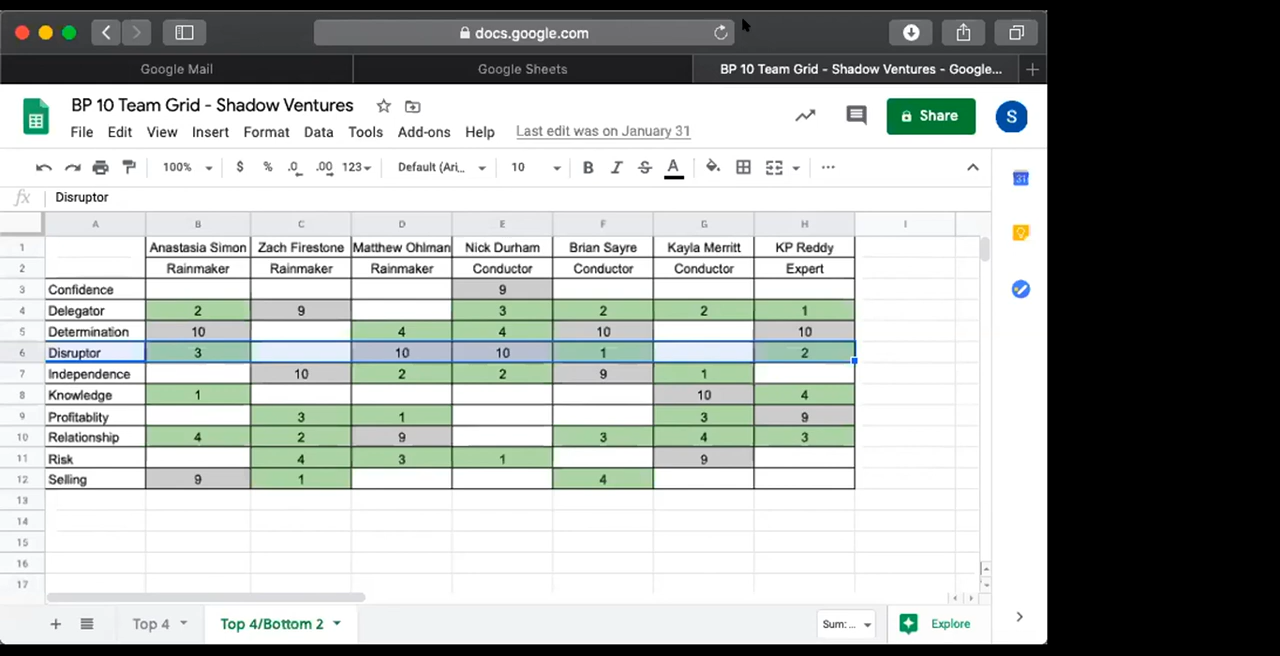 docs.google.com
Google Mail Google Sheets BP 10 Team Grid - Shadow Ventures - Google...
BP 10 Team Grid - Shadow Ventures
File Edit View Insert Format Data Tools Add-ons Help Last edit was on January 31
Share
S
100% $ % .0 .00 123 Default (Ari... 10 B I S A
fx Disruptor
A B C D E F G H I
1 Anastasia Simon Zach Firestone Matthew Ohlman Nick Durham Brian Sayre Kayla Merritt KP Reddy
2 Rainmaker Rainmaker Rainmaker Conductor Conductor Conductor Expert
3 Confidence 9
4 Delegator 2 9 3 2 2 1
5 Determination 10 4 4 10 10
6 Disruptor 3 10 10 1 2
7 Independence 10 2 2 9 1
8 Knowledge 1 10 4
9 Profitablity 3 1 3 9
10 Relationship 4 2 9 3 4 3
11 Risk 4 3 1 9
12 Selling 9 1 4
13
14
15
16
17
Top 4 Top 4/Bottom 2 Sum:... Explore
31